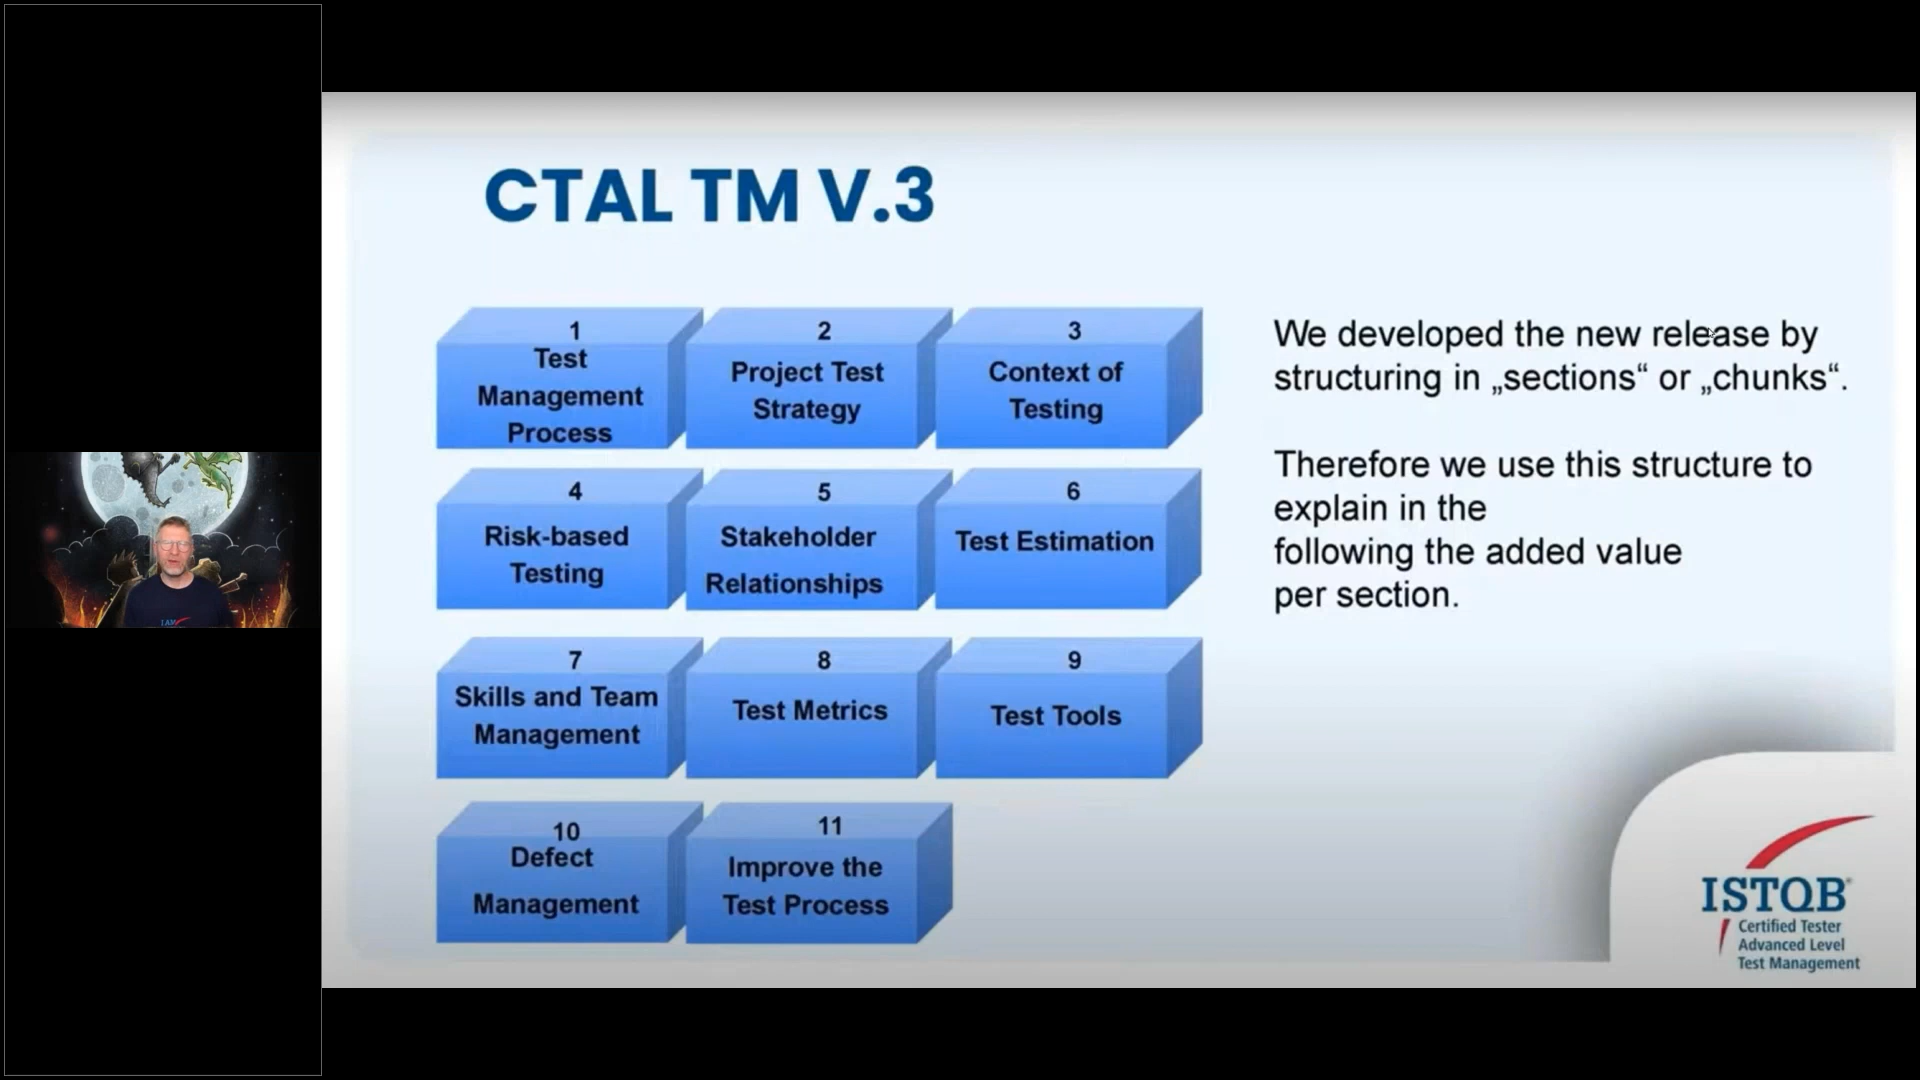 CTAL TM V.3
1
Test
Management
Process
2
Project Test
Strategy
3
Context of
Testing
4
Risk-based
Testing
5
Stakeholder
Relationships
6
Test Estimation
7
Skills and Team
Management
8
Test Metrics
9
Test Tools
10
Defect
Management
11
Improve the
Test Process
We developed the new release by
structuring in „sections“ or „chunks“.
Therefore we use this structure to
explain in the
following the added value
per section.
I AM
ISTQB®
Certified Tester
Advanced Level
Test Management